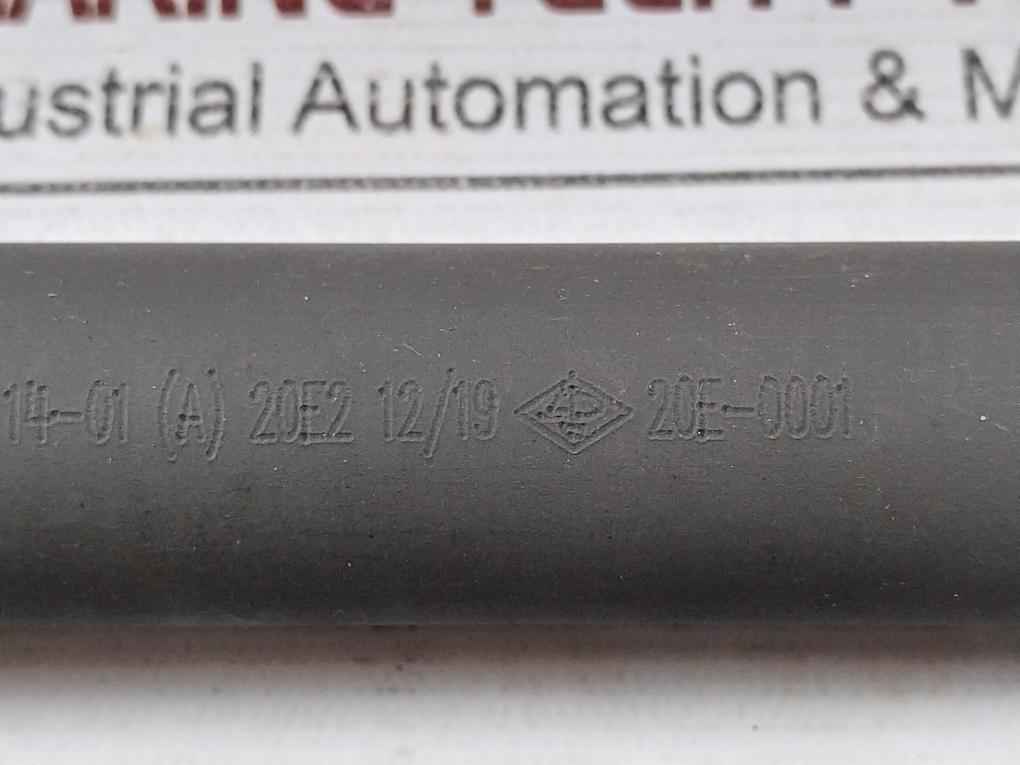 ustrial Automation & M
14-01 (A) 20E2 12/19 20E-0001